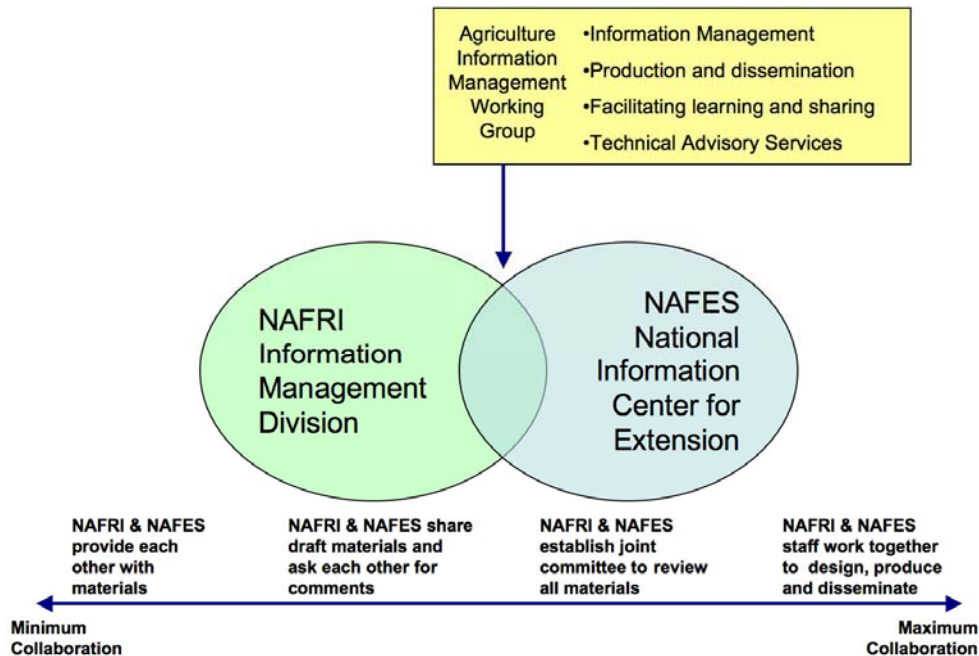 Agriculture
Information
Management
Working
Group
•Information Management
•Production and dissemination
•Facilitating learning and sharing
•Technical Advisory Services
NAFRI
Information
Management
Division
NAFES
National
Information
Center for
Extension
NAFRI & NAFES
provide each
other with
materials
NAFRI & NAFES share
draft materials and
ask each other for
comments
NAFRI & NAFES
establish joint
committee to review
all materials
NAFRI & NAFES
staff work together
to design, produce
and disseminate
Minimum
Collaboration
Maximum
Collaboration